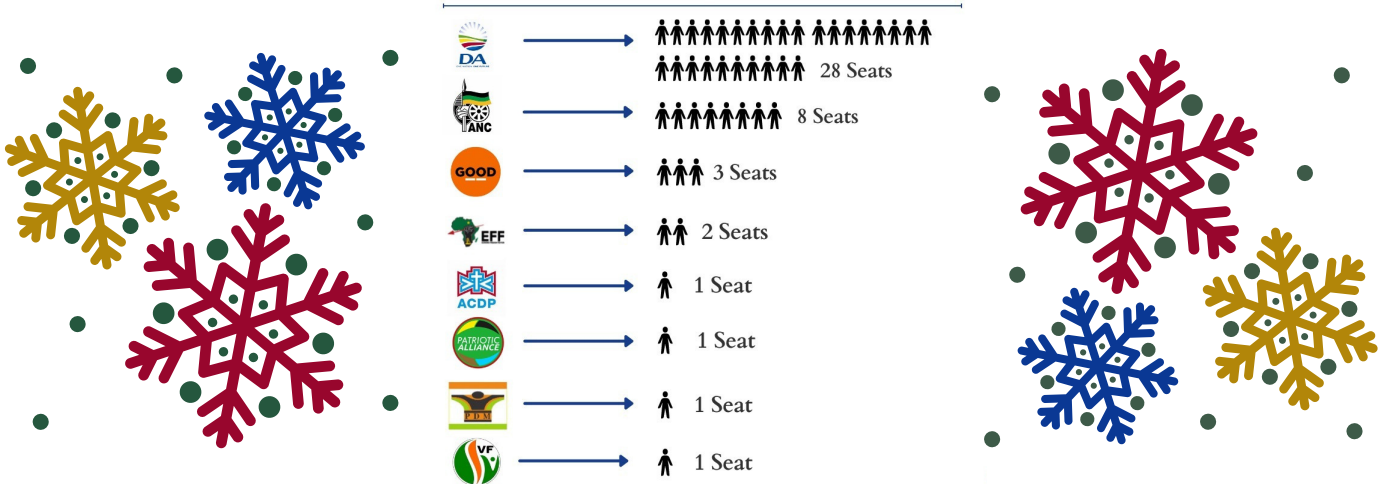 DA
28 Seats
ANC
8 Seats
GOOD
3 Seats
EFF
2 Seats
ACDP
1 Seat
PATRIOTIC
ALLIANCE
1 Seat
PDM
1 Seat
VF
1 Seat